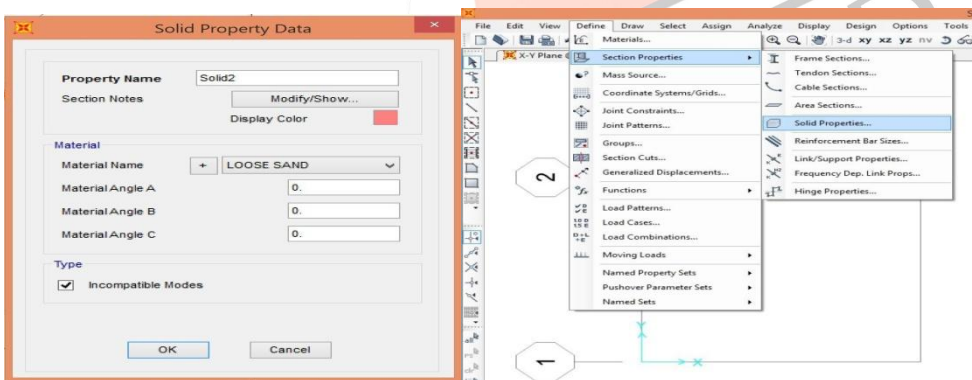 Solid Property Data
Property Name Solid2
Section Notes Modify/Show...
Display Color
Material
Material Name + LOOSE SAND
Material Angle A 0.
Material Angle B 0.
Material Angle C 0.
Type
Incompatible Modes
OK Cancel
File Edit View Define Draw Select Assign Analyze Display Design Options Tools
3-d xy xz yz nv
X-Y Plane
Materials...
Section Properties
Mass Source...
Coordinate Systems/Grids...
Joint Constraints...
Joint Patterns...
Groups...
Section Cuts...
Generalized Displacements...
Functions
Load Patterns...
Load Cases...
Load Combinations...
Moving Loads
Named Property Sets
Pushover Parameter Sets
Named Sets
Frame Sections...
Tendon Sections...
Cable Sections...
Area Sections...
Solid Properties...
Reinforcement Bar Sizes...
Link/Support Properties...
Frequency Dep. Link Props...
Hinge Properties...
2
Y
X
1